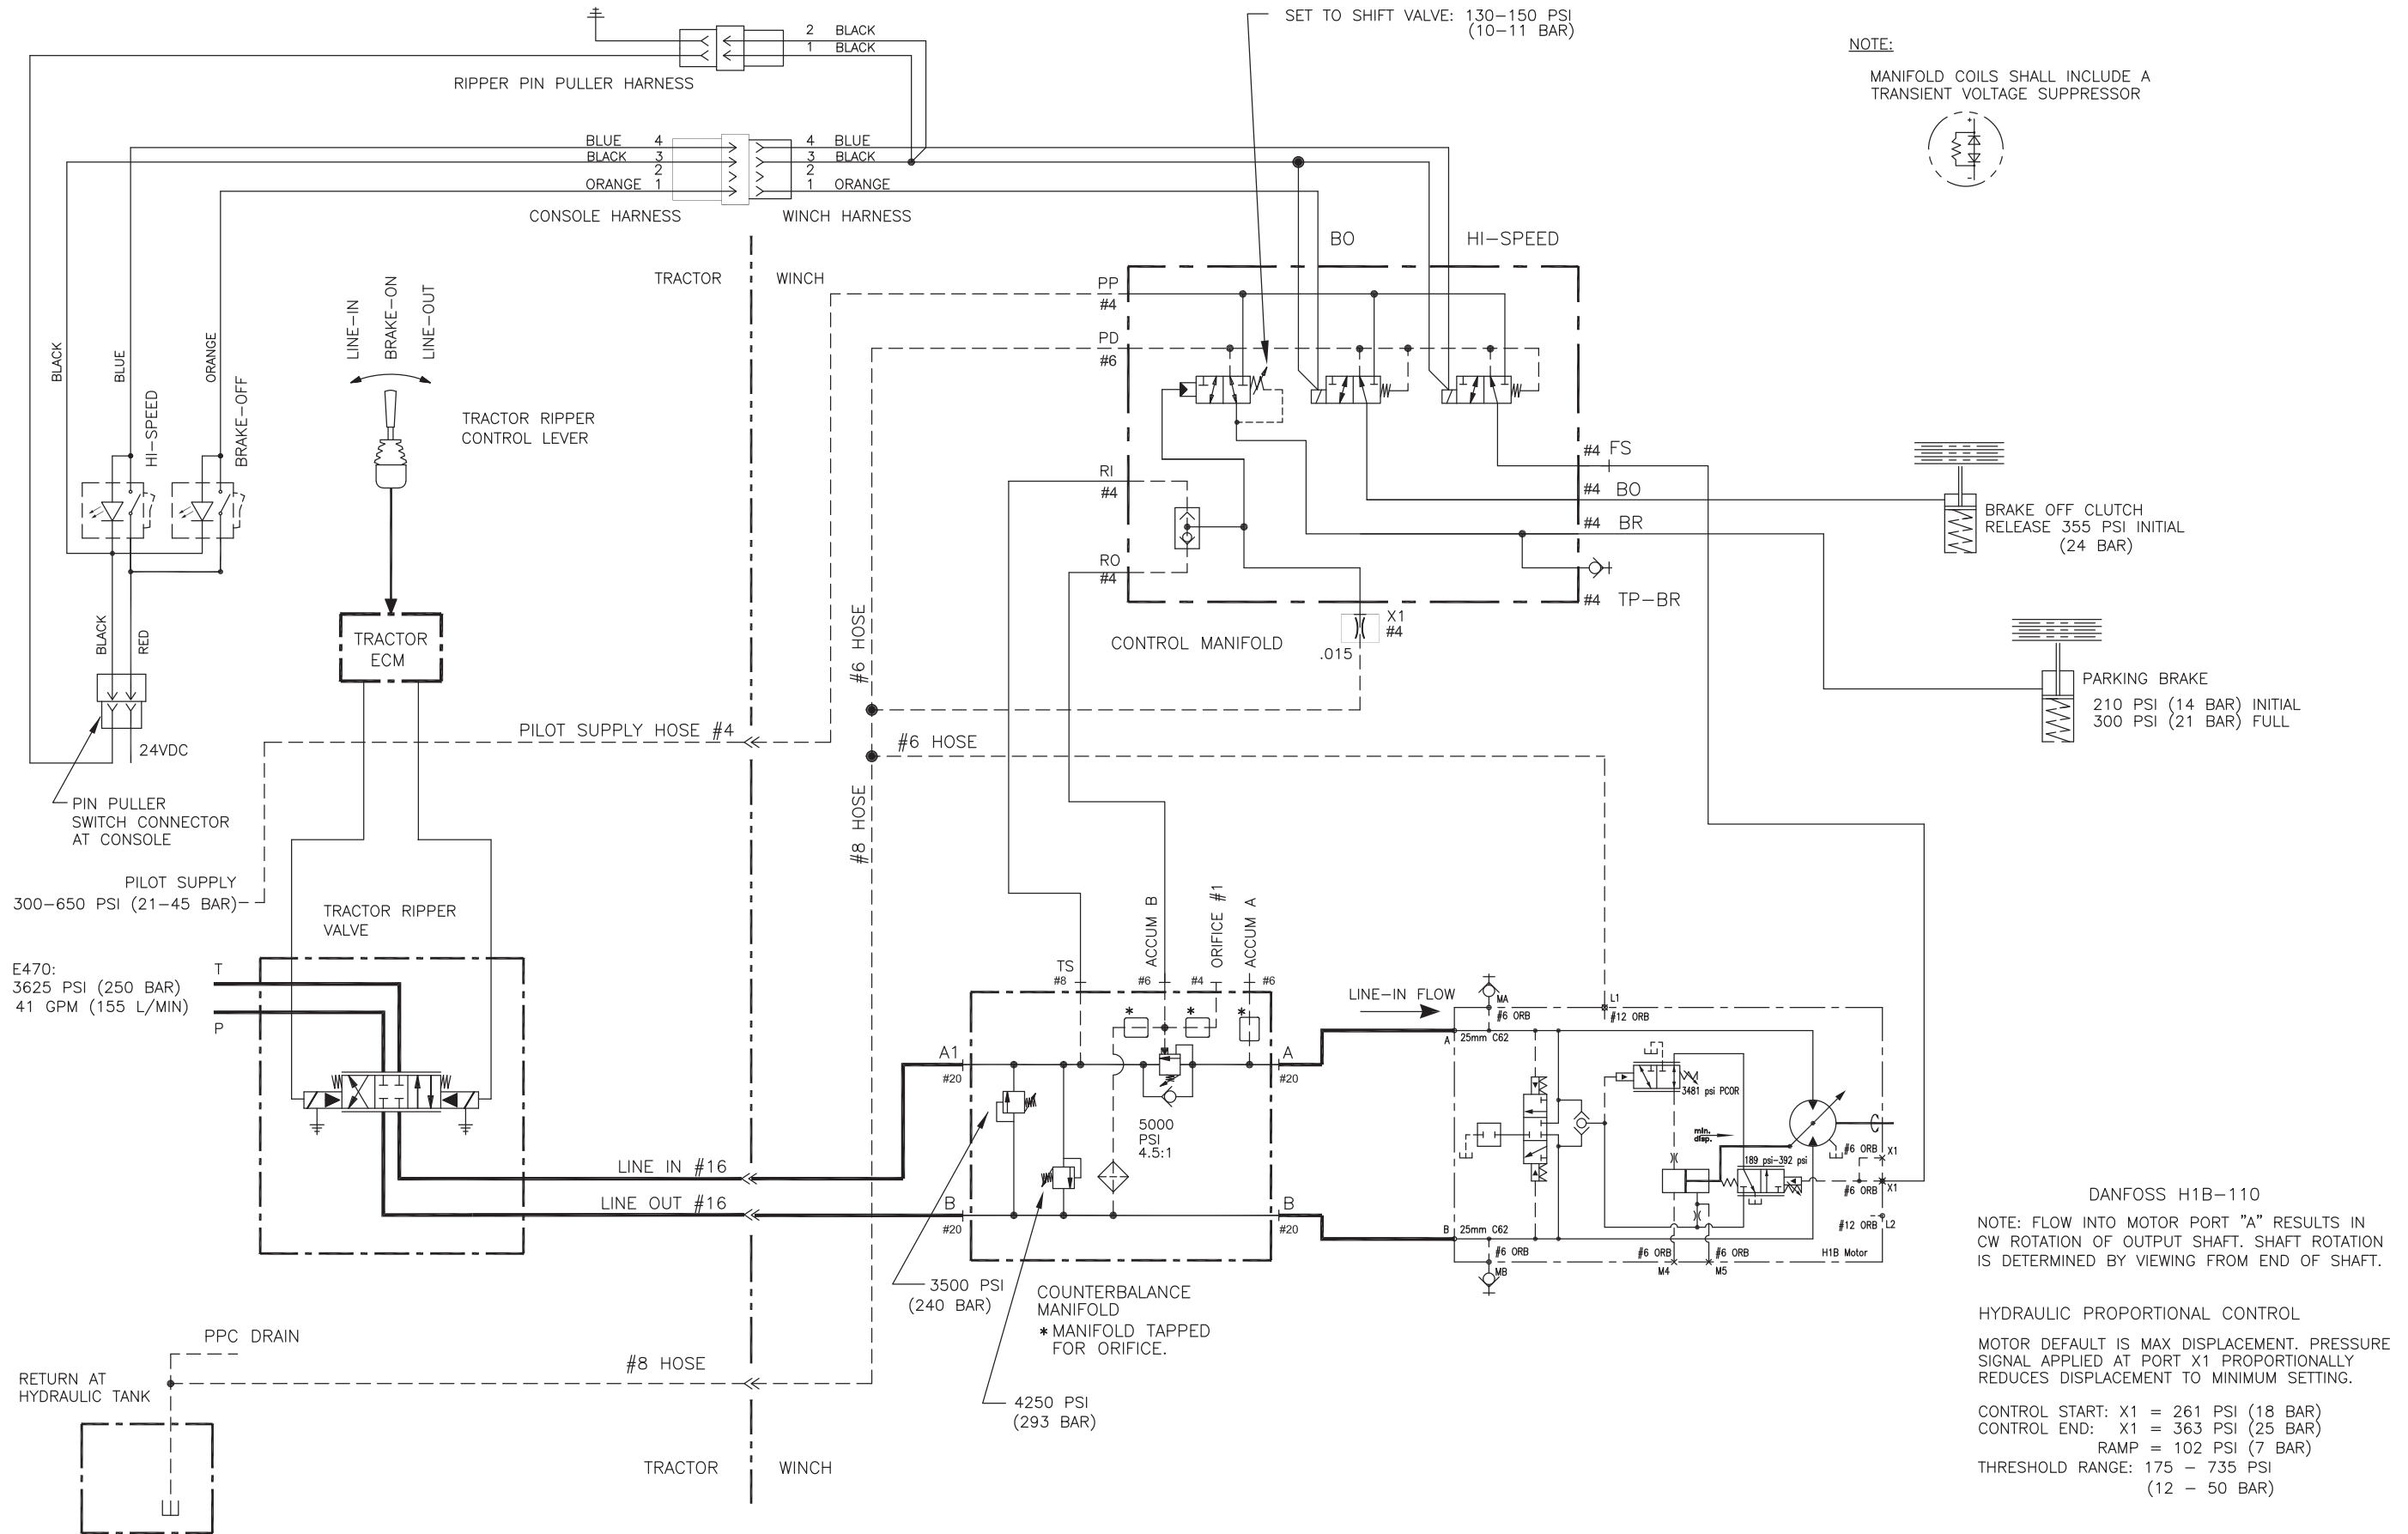 SET TO SHIFT VALVE: 130-150 PSI
(10-11 BAR)
NOTE:
MANIFOLD COILS SHALL INCLUDE A
TRANSIENT VOLTAGE SUPPRESSOR
+
-
2 BLACK
1 BLACK
RIPPER PIN PULLER HARNESS
BLUE 4
BLACK 3
2
ORANGE 1
4 BLUE
3 BLACK
2
1 ORANGE
CONSOLE HARNESS
WINCH HARNESS
BO
HI-SPEED
TRACTOR
WINCH
BLACK
BLUE
ORANGE
HI-SPEED
BRAKE-OFF
LINE-IN
BRAKE-ON
LINE-OUT
TRACTOR RIPPER
CONTROL LEVER
PP
#4
PD
#6
RI
#4
RO
#4
#4 FS
#4 BO
#4 BR
#4 TP-BR
X1
#4
.015
CONTROL MANIFOLD
BRAKE OFF CLUTCH
RELEASE 355 PSI INITIAL
(24 BAR)
PARKING BRAKE
210 PSI (14 BAR) INITIAL
300 PSI (21 BAR) FULL
BLACK
RED
TRACTOR
ECM
24VDC
PIN PULLER
SWITCH CONNECTOR
AT CONSOLE
PILOT SUPPLY HOSE #4
#6 HOSE
#6 HOSE
#8 HOSE
PILOT SUPPLY
300-650 PSI (21-45 BAR)
TRACTOR RIPPER
VALVE
E470:
3625 PSI (250 BAR)
41 GPM (155 L/MIN)
T
P
LINE IN #16
LINE OUT #16
TS
#8
ACCUM B
#6
ORIFICE #1
#4
ACCUM A
#6
*
*
*
A1
#20
A
#20
B
#20
B
#20
5000
PSI
4.5:1
3500 PSI
(240 BAR)
4250 PSI
(293 BAR)
COUNTERBALANCE
MANIFOLD
* MANIFOLD TAPPED
FOR ORIFICE.
LINE-IN FLOW
MA
#6 ORB
L1
#12 ORB
A
25mm C62
3481 psi PCOR
min.
disp.
189 psi-392 psi
#6 ORB X1
#6 ORB X1
#12 ORB L2
B
25mm C62
#6 ORB
MB
#6 ORB
M4
#6 ORB
M5
H1B Motor
DANFOSS H1B-110
NOTE: FLOW INTO MOTOR PORT "A" RESULTS IN
CW ROTATION OF OUTPUT SHAFT. SHAFT ROTATION
IS DETERMINED BY VIEWING FROM END OF SHAFT.
HYDRAULIC PROPORTIONAL CONTROL
MOTOR DEFAULT IS MAX DISPLACEMENT. PRESSURE
SIGNAL APPLIED AT PORT X1 PROPORTIONALLY
REDUCES DISPLACEMENT TO MINIMUM SETTING.
CONTROL START: X1 = 261 PSI (18 BAR)
CONTROL END: X1 = 363 PSI (25 BAR)
RAMP = 102 PSI (7 BAR)
THRESHOLD RANGE: 175 - 735 PSI
(12 - 50 BAR)
PPC DRAIN
#8 HOSE
RETURN AT
HYDRAULIC TANK
TRACTOR
WINCH